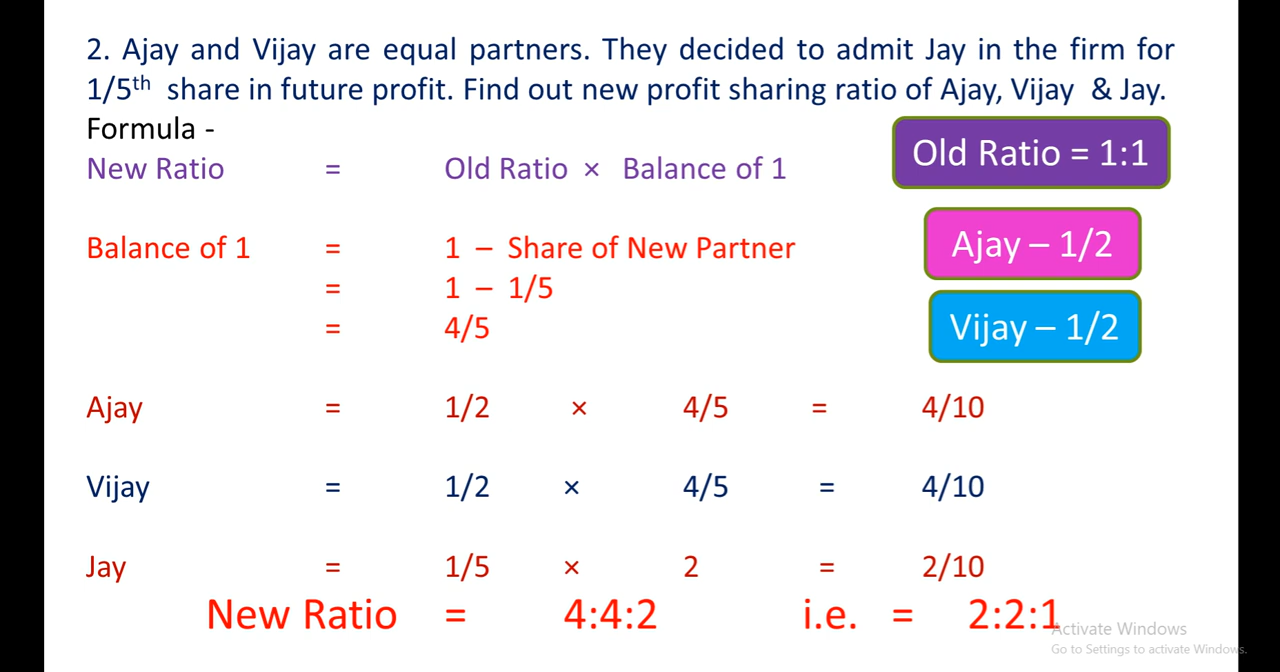 2. Ajay and Vijay are equal partners. They decided to admit Jay in the firm for
1/5th share in future profit. Find out new profit sharing ratio of Ajay, Vijay & Jay.
Formula -
New Ratio = Old Ratio × Balance of 1
Old Ratio = 1:1
Balance of 1 = 1 – Share of New Partner
Ajay – 1/2
= 1 – 1/5
= 4/5
Vijay – 1/2
Ajay = 1/2 × 4/5 = 4/10
Vijay = 1/2 × 4/5 = 4/10
Jay = 1/5 × 2 = 2/10
New Ratio = 4:4:2 i.e. = 2:2:1
Activate Windows
Go to Settings to activate Windows.